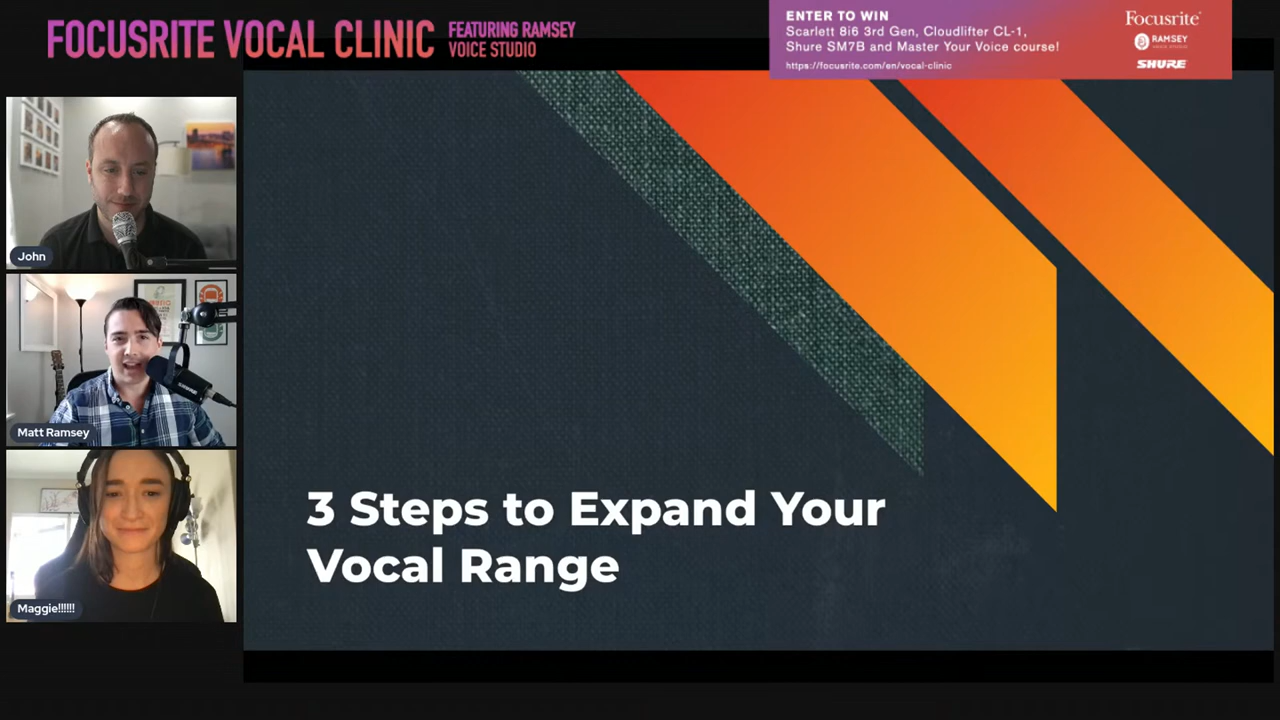 FOCUSRITE VOCAL CLINIC
FEATURING RAMSEY
VOICE STUDIO
ENTER TO WIN
Scarlett 8i6 3rd Gen, Cloudlifter CL-1,
Shure SM7B and Master Your Voice course!
https://focusrite.com/en/vocal-clinic
Focusrite
RAMSEY
VOICE STUDIO
SHURE
John
Matt Ramsey
Maggie!!!!!!
3 Steps to Expand Your
Vocal Range